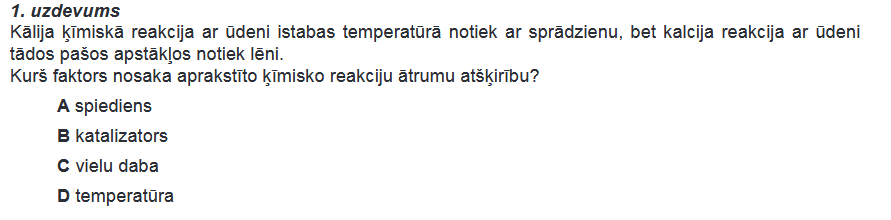 1. uzdevums
Kālija ķīmiskā reakcija ar ūdeni istabas temperatūrā notiek ar sprādzienu, bet kalcija reakcija ar ūdeni
tādos pašos apstākļos notiek lēni.
Kurš faktors nosaka aprakstīto ķīmisko reakciju ātrumu atšķirību?
A spiediens
B katalizators
C vielu daba
D temperatūra